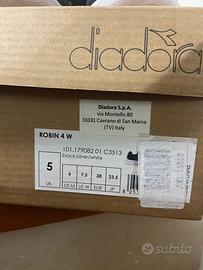 diadora
Diadora S.p.A.
via Montello 80
31031 Caerano di San Marco
(TV) Italy
ROBIN 4 W
101.179082 01 C3513
black/silver/white
5
UK
6
US M
7.5
US W
38
EUR
23.5
JP
subito